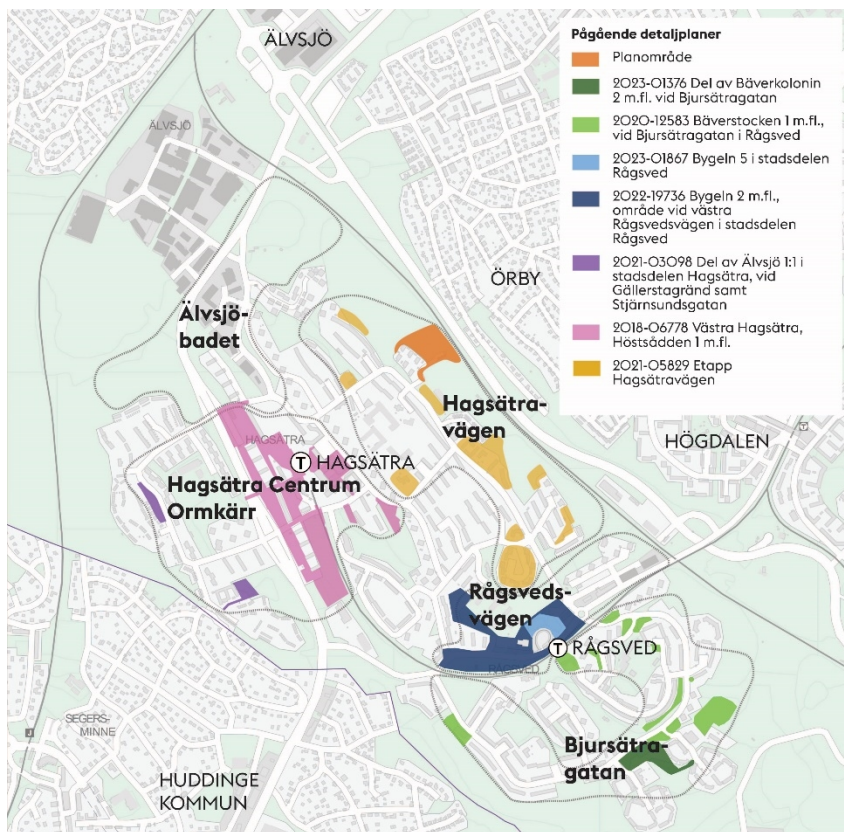 ÄLVSJÖ
ÄLVSJÖ
Pågående detaljplaner
Planområde
2023-01376 Del av Bäverkolonin
2 m.fl. vid Bjursätragatan
2020-12583 Bäverstocken 1 m.fl.,
vid Bjursätragatan i Rågsved
2023-01867 Bygeln 5 i stadsdelen
Rågsved
2022-19736 Bygeln 2 m.fl.,
område vid västra
Rågsvedsvägen i stadsdelen
Rågsved
2021-03098 Del av Älvsjö 1:1 i
stadsdelen Hagsätra, vid
Gällerstagränd samt
Stjärnsundsgatan
2018-06778 Västra Hagsätra,
Höstsådden 1 m.fl.
2021-05829 Etapp
Hagsätravägen
ÖRBY
Älvsjö-
badet
Hagsätra-
vägen
HÖGDALEN
T
HAGSÄTRA
T HAGSÄTRA
Hagsätra Centrum
Ormkärr
Rågsveds-
vägen
T RÅGSVED
RÅGSVED
SEGERS-
MINNE
Bjursätra-
gatan
HUDDINGE
KOMMUN